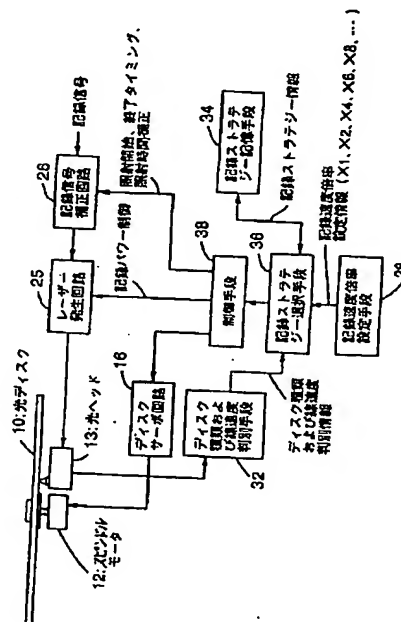 10:光ディスク
13:光ヘッド
12:スピンドル
モータ
25
レーザー
発生回路
26
記録信号
補正回路
記録信号
照射開始、終了タイミング、
照射時間補正
記録パワー制御
16
ディスク
サーボ回路
38
制御手段
34
記録ストラテ
ジー記憶手段
記録ストラテジー情報
36
記録ストラテ
ジー選択手段
32
ディスク
種類およ
び線速度
判別手段
ディスク種類
および線速度
判別情報
記録速度倍率
設定情報(X1、X2、X4、X6、X8、…)
記録速度倍率
設定手段